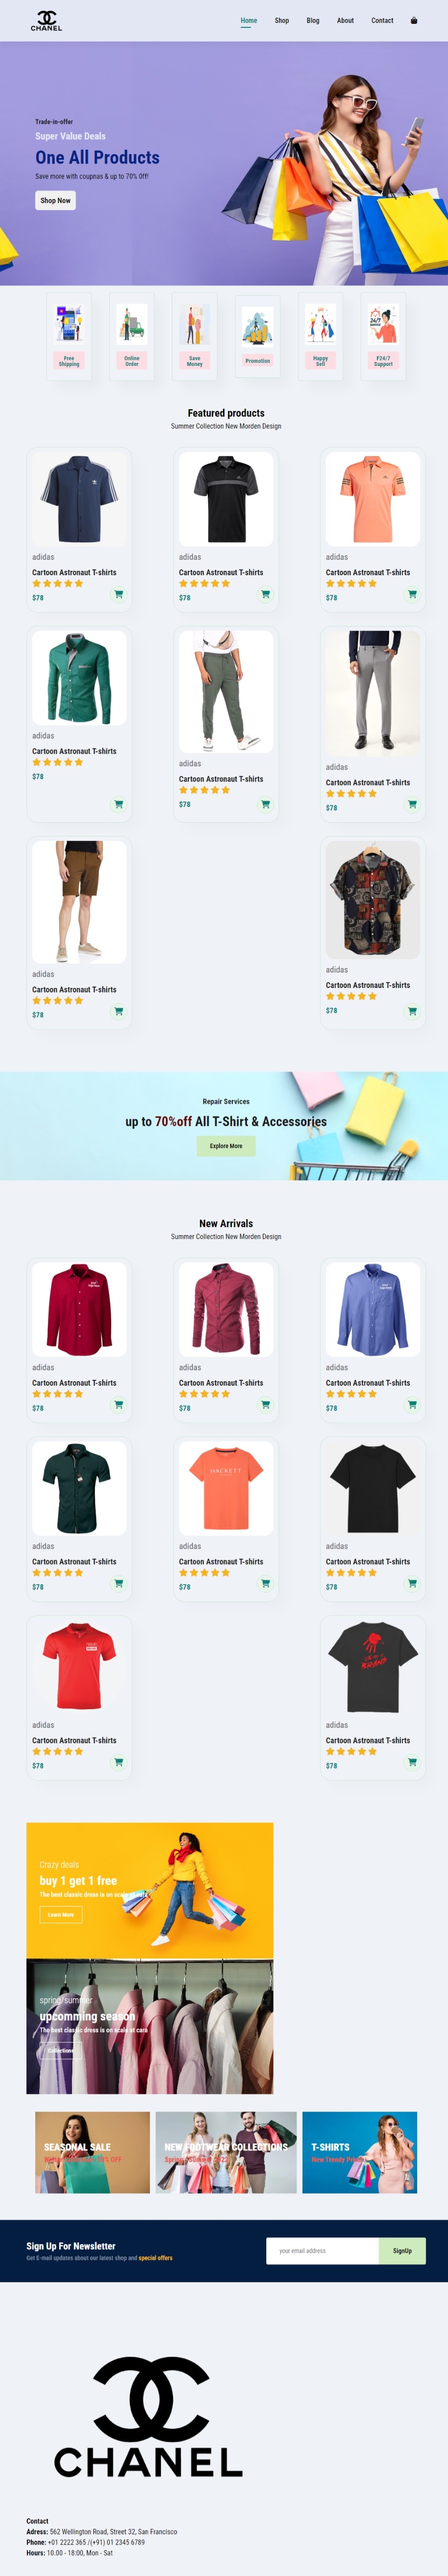 CHANEL
Home Shop Blog About Contact
Trade-in-offer
Super Value Deals
One All Products
Save more with coupnas & up to 70% 0ff!
Shop Now
24/7
Free
Shipping
Online
Order
Save
Money
Promotion
Happy
Sell
F24/7
Support
Featured products
Summer Collection New Morden Design
adidas
Cartoon Astronaut T-shirts
$78
adidas
Cartoon Astronaut T-shirts
$78
adidas
Cartoon Astronaut T-shirts
$78
adidas
Cartoon Astronaut T-shirts
$78
adidas
Cartoon Astronaut T-shirts
$78
adidas
Cartoon Astronaut T-shirts
$78
adidas
Cartoon Astronaut T-shirts
$78
adidas
Cartoon Astronaut T-shirts
$78
Repair Services
up to 70%off All T-Shirt & Accessories
Explore More
New Arrivals
Summer Collection New Morden Design
adidas
Cartoon Astronaut T-shirts
$78
adidas
Cartoon Astronaut T-shirts
$78
adidas
Cartoon Astronaut T-shirts
$78
adidas
Cartoon Astronaut T-shirts
$78
HACKETT
adidas
Cartoon Astronaut T-shirts
$78
adidas
Cartoon Astronaut T-shirts
$78
adidas
Cartoon Astronaut T-shirts
$78
adidas
Cartoon Astronaut T-shirts
$78
Crazy deals
buy 1 get 1 free
The best classic dress is on scale at cara
Learn More
spring/summer
upcomming season
The best classic dress is on scale at cara
Collections
SEASONAL SALE
OFF
NEW FOOTWEAR COLLECTIONS
T-SHIRTS
New Trendy Prints
Sign Up For Newsletter
Get E-mail updates about our latest shop and special offers
your email address
SignUp
CHANEL
Contact
Adress: 562 Wellington Road, Street 32, San Francisco
Phone: +01 2222 365 /(+91) 01 2345 6789
Hours: 10.00 - 18:00, Mon - Sat